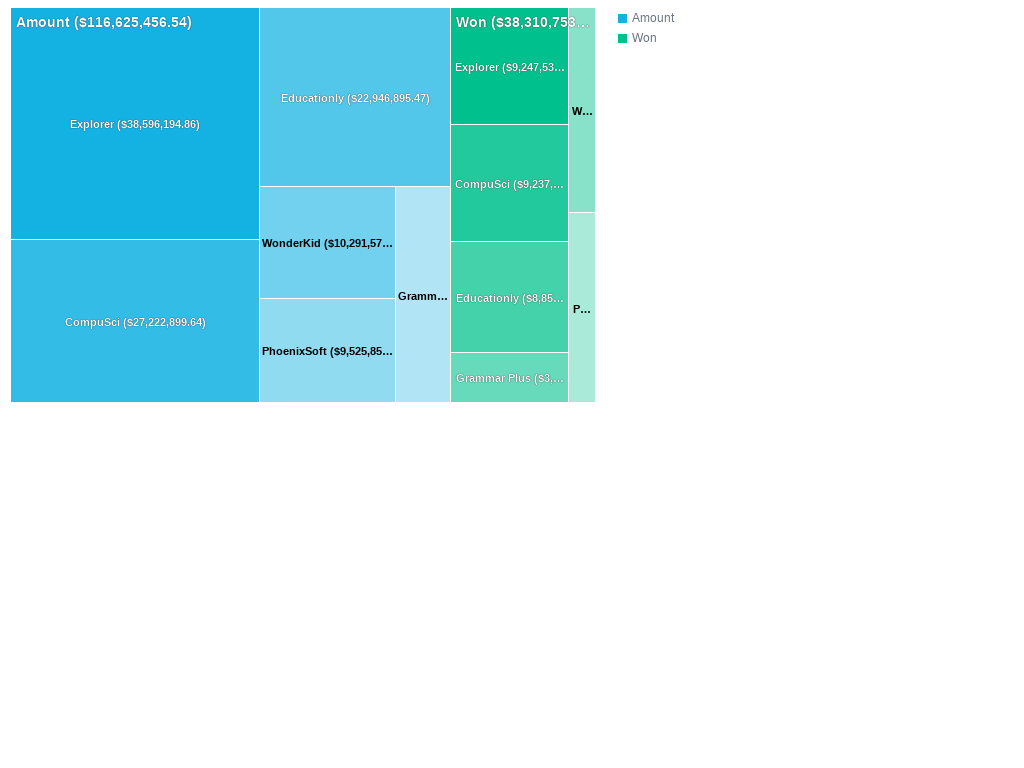 Amount ($116,625,456.54)
Explorer ($38,596,194.86)
CompuSci ($27,222,899.64)
Educationly ($22,946,895.47)
WonderKid ($10,291,57...
PhoenixSoft ($9,525,85...
Gramm...
Won ($38,310,753...
Explorer ($9,247,53...
CompuSci ($9,237,...
Educationly ($8,85...
Grammar Plus ($3,...
W...
P...
Amount
Won